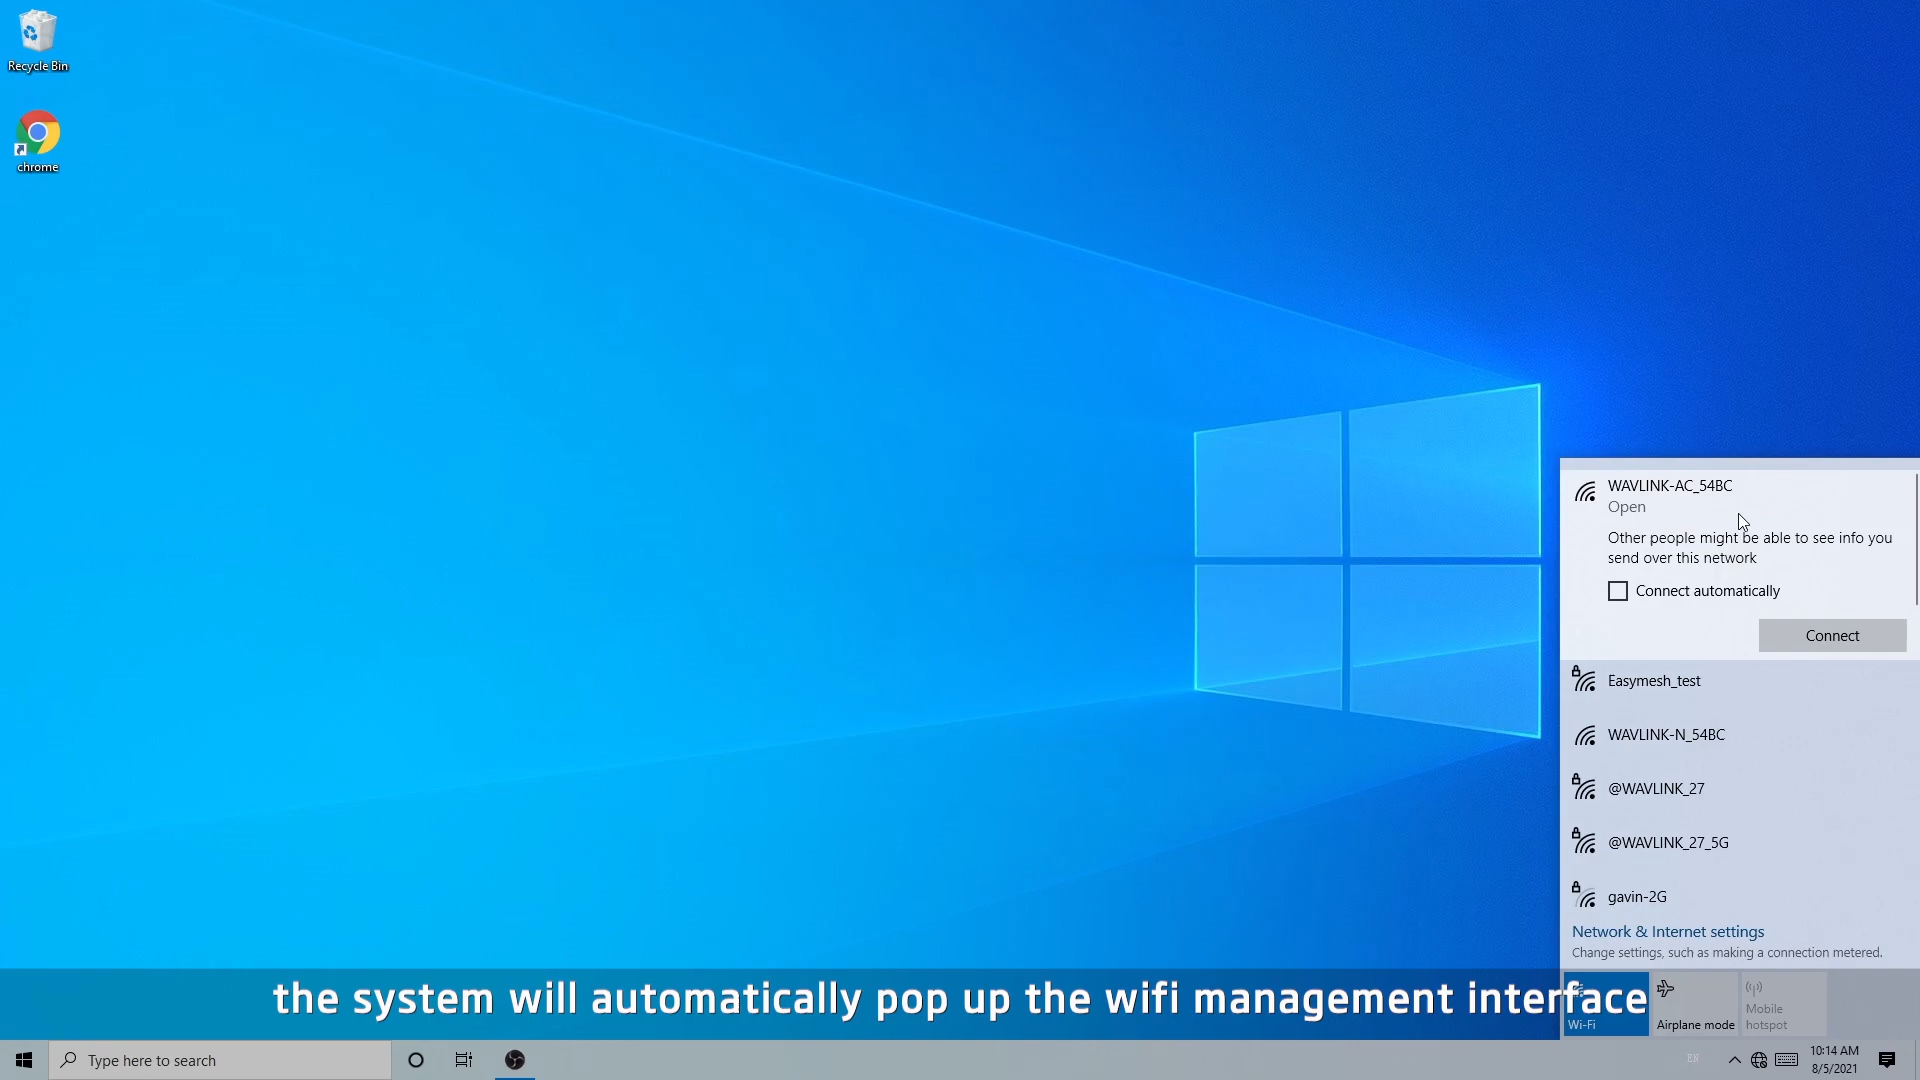 Recycle Bin
chrome
WAVLINK-AC_54BC
Open
Other people might be able to see info you
send over this network
Connect automatically
Connect
Easymesh_test
WAVLINK-N_54BC
@WAVLINK_27
@WAVLINK_27_5G
gavin-2G
Network & Internet settings
Change settings, such as making a connection metered.
the system will automatically pop up the wifi management interface
Wi-Fi
Airplane mode
Mobile
hotspot
Type here to search
EN
10:14 AM
8/5/2021